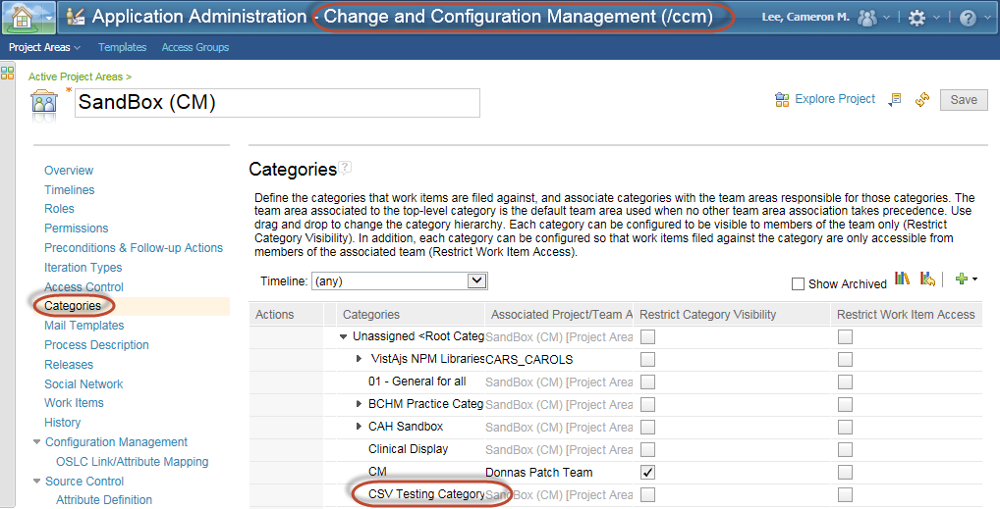 Application Administration - Change and Configuration Management (/ccm)
Lee, Cameron M.
Project Areas
Templates
Access Groups
Active Project Areas >
* SandBox (CM)
Explore Project
Save
Overview
Timelines
Roles
Permissions
Preconditions & Follow-up Actions
Iteration Types
Access Control
Categories
Mail Templates
Process Description
Releases
Social Network
Work Items
History
Configuration Management
OSLC Link/Attribute Mapping
Source Control
Attribute Definition
Categories ?
Define the categories that work items are filed against, and associate categories with the team areas responsible for those categories. The
team area associated to the top-level category is the default team area used when no other team area association takes precedence. Use
drag and drop to change the category hierarchy. Each category can be configured to be visible to members of the team only (Restrict
Category Visibility). In addition, each category can be configured so that work items filed against the category are only accessible from
members of the associated team (Restrict Work Item Access).
Timeline: (any)
Show Archived
Actions Categories Associated Project/Team A Restrict Category Visibility Restrict Work Item Access
Unassigned <Root Categ SandBox (CM) [Project Area
VistAjs NPM Libraries CARS_CAROLS
01 - General for all SandBox (CM) [Project Area
BCHM Practice Categ SandBox (CM) [Project Area
CAH Sandbox SandBox (CM) [Project Area
Clinical Display SandBox (CM) [Project Area
CM Donnas Patch Team
CSV Testing Category SandBox (CM) [Project Area